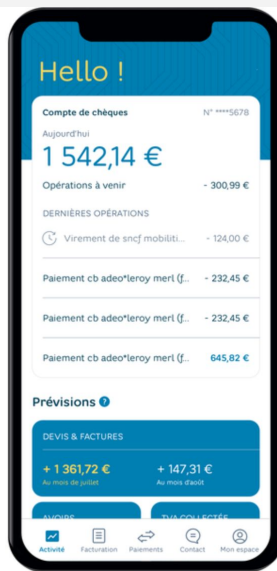 Hello !
Compte de chèques N° ****5678
Aujourd'hui
1 542,14 €
Opérations à venir - 300,99 €
DERNIÈRES OPÉRATIONS
Virement de sncf mobiliti... - 124,00 €
Paiement cb adeo*leroy merl (f... - 232,45 €
Paiement cb adeo*leroy merl (f... - 232,45 €
Paiement cb adeo*leroy merl (f... 645,82 €
Prévisions ?
DEVIS & FACTURES
+ 1 361,72 € + 147,31 €
Au mois de juillet Au mois d'août
AVOIRS TVA COLLECTÉE
Activité Facturation Paiements Contact Mon espace